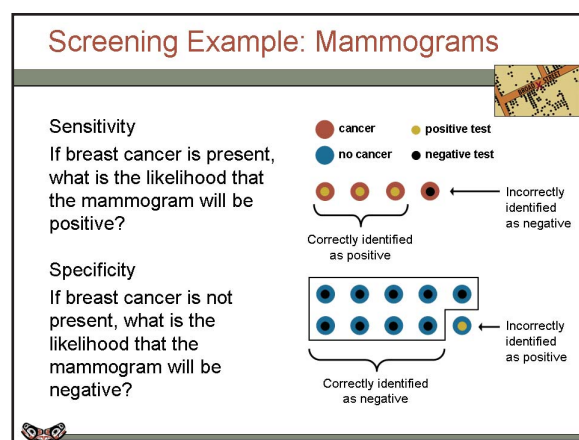 Screening Example: Mammograms
BROAD STREET
Sensitivity
If breast cancer is present,
what is the likelihood that
the mammogram will be
positive?
cancer
positive test
no cancer
negative test
Incorrectly
identified
as negative
Correctly identified
as positive
Specificity
If breast cancer is not
present, what is the
likelihood that the
mammogram will be
negative?
Incorrectly
identified
as positive
Correctly identified
as negative